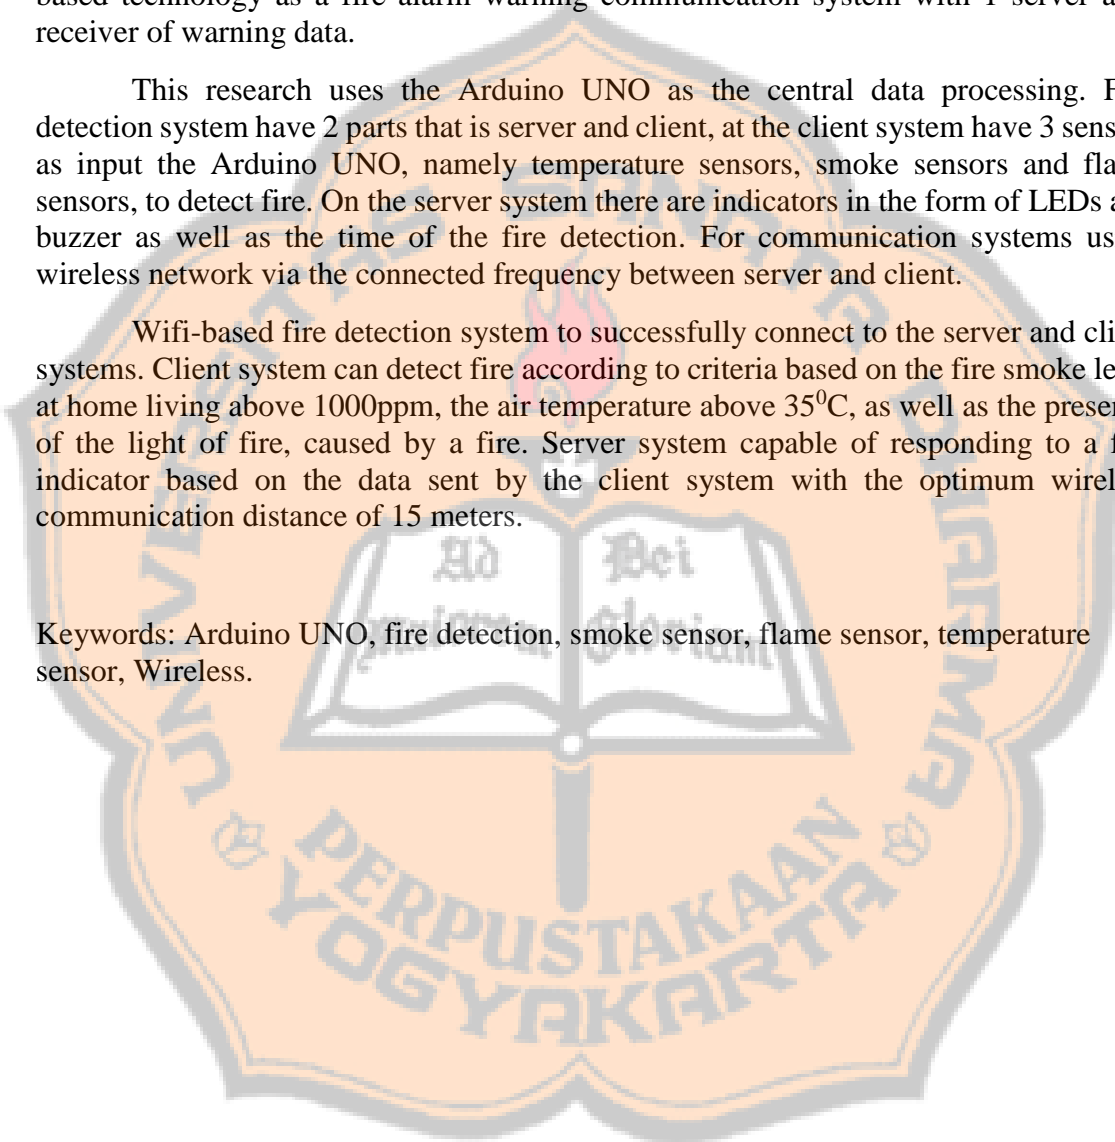 based technology as a fire alarm warning communication system with 1 server a
receiver of warning data.
This research uses the Arduino UNO as the central data processing. F
detection system have 2 parts that is server and client, at the client system have 3 sens
as input the Arduino UNO, namely temperature sensors, smoke sensors and fla
sensors, to detect fire. On the server system there are indicators in the form of LEDs a
buzzer as well as the time of the fire detection. For communication systems us
wireless network via the connected frequency between server and client.
Wifi-based fire detection system to successfully connect to the server and cli
systems. Client system can detect fire according to criteria based on the fire smoke le
at home living above 1000ppm, the air temperature above 35⁰C, as well as the presen
of the light of fire, caused by a fire. Server system capable of responding to a f
indicator based on the data sent by the client system with the optimum wirel
communication distance of 15 meters.
Keywords: Arduino UNO, fire detection, smoke sensor, flame sensor, temperature
sensor, Wireless.
UNIVERSITAS SANATA DHARMA
Ad Dei
Gloriam
PERPUSTAKAAN
YOGYAKARTA